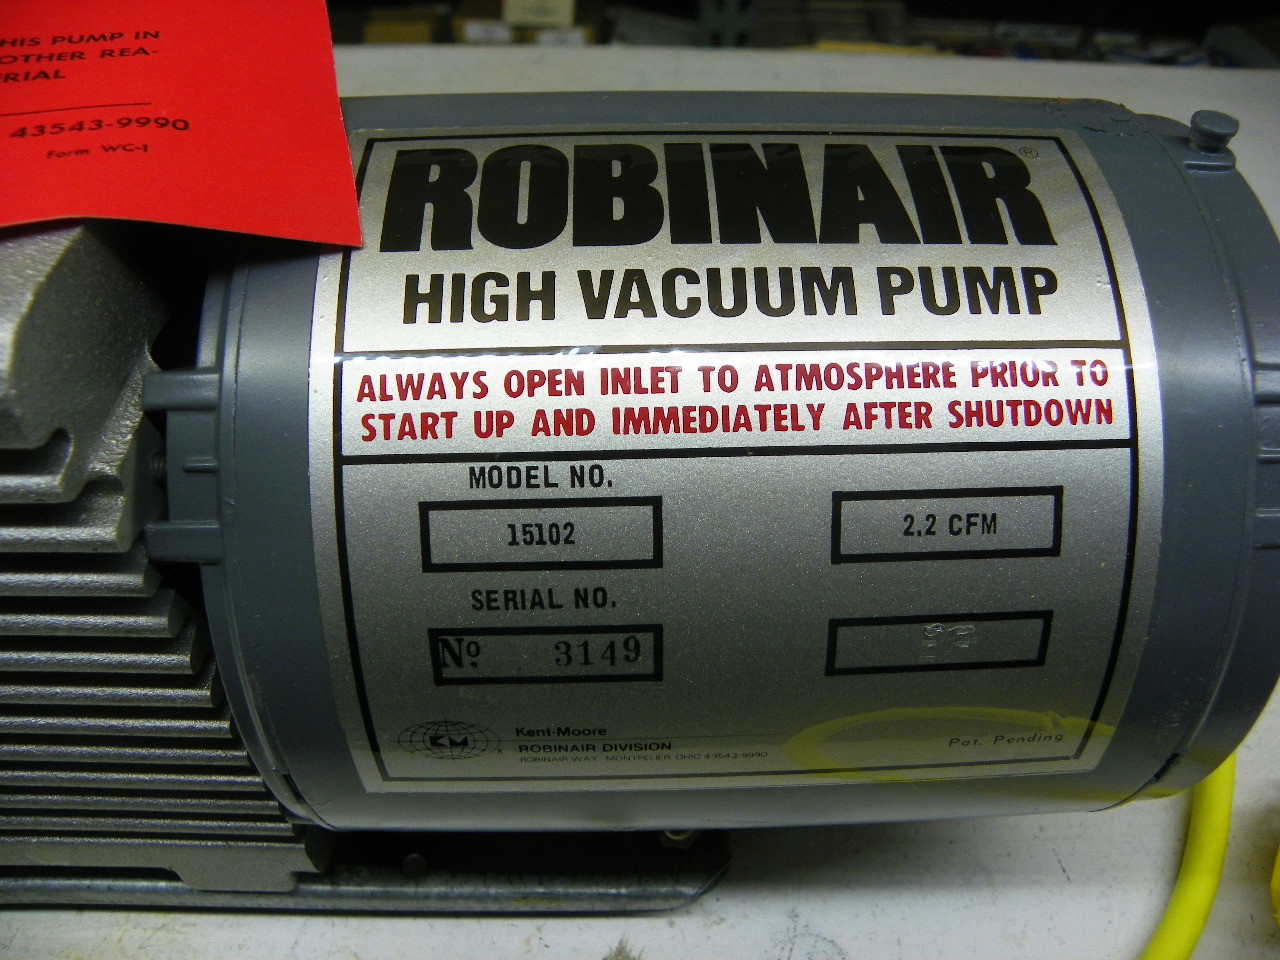 HIS PUMP IN
OTHER REA-
ERIAL
43543-9990
Form WC-1
ROBINAIR®
HIGH VACUUM PUMP
ALWAYS OPEN INLET TO ATMOSPHERE PRIOR TO
START UP AND IMMEDIATELY AFTER SHUTDOWN
MODEL NO.
15102
2.2 CFM
SERIAL NO.
No. 3149
KM
Kent-Moore
ROBINAIR DIVISION
ROBINAIR WAY MONTPELIER, OHIO 43543-9990
Pat. Pending